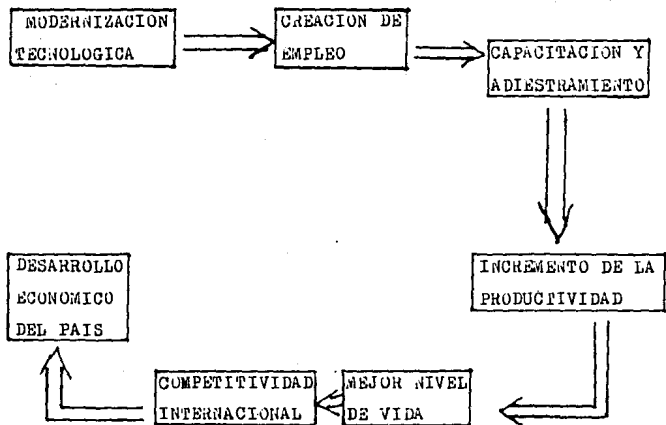 MODERNIZACION
TECNOLOGICA
CREACION DE
EMPLEO
CAPACITACION Y
ADIESTRAMIENTO
INCREMENTO DE LA
PRODUCTIVIDAD
MEJOR NIVEL
DE VIDA
COMPETITIVIDAD
INTERNACIONAL
DESARROLLO
ECONOMICO
DEL PAIS